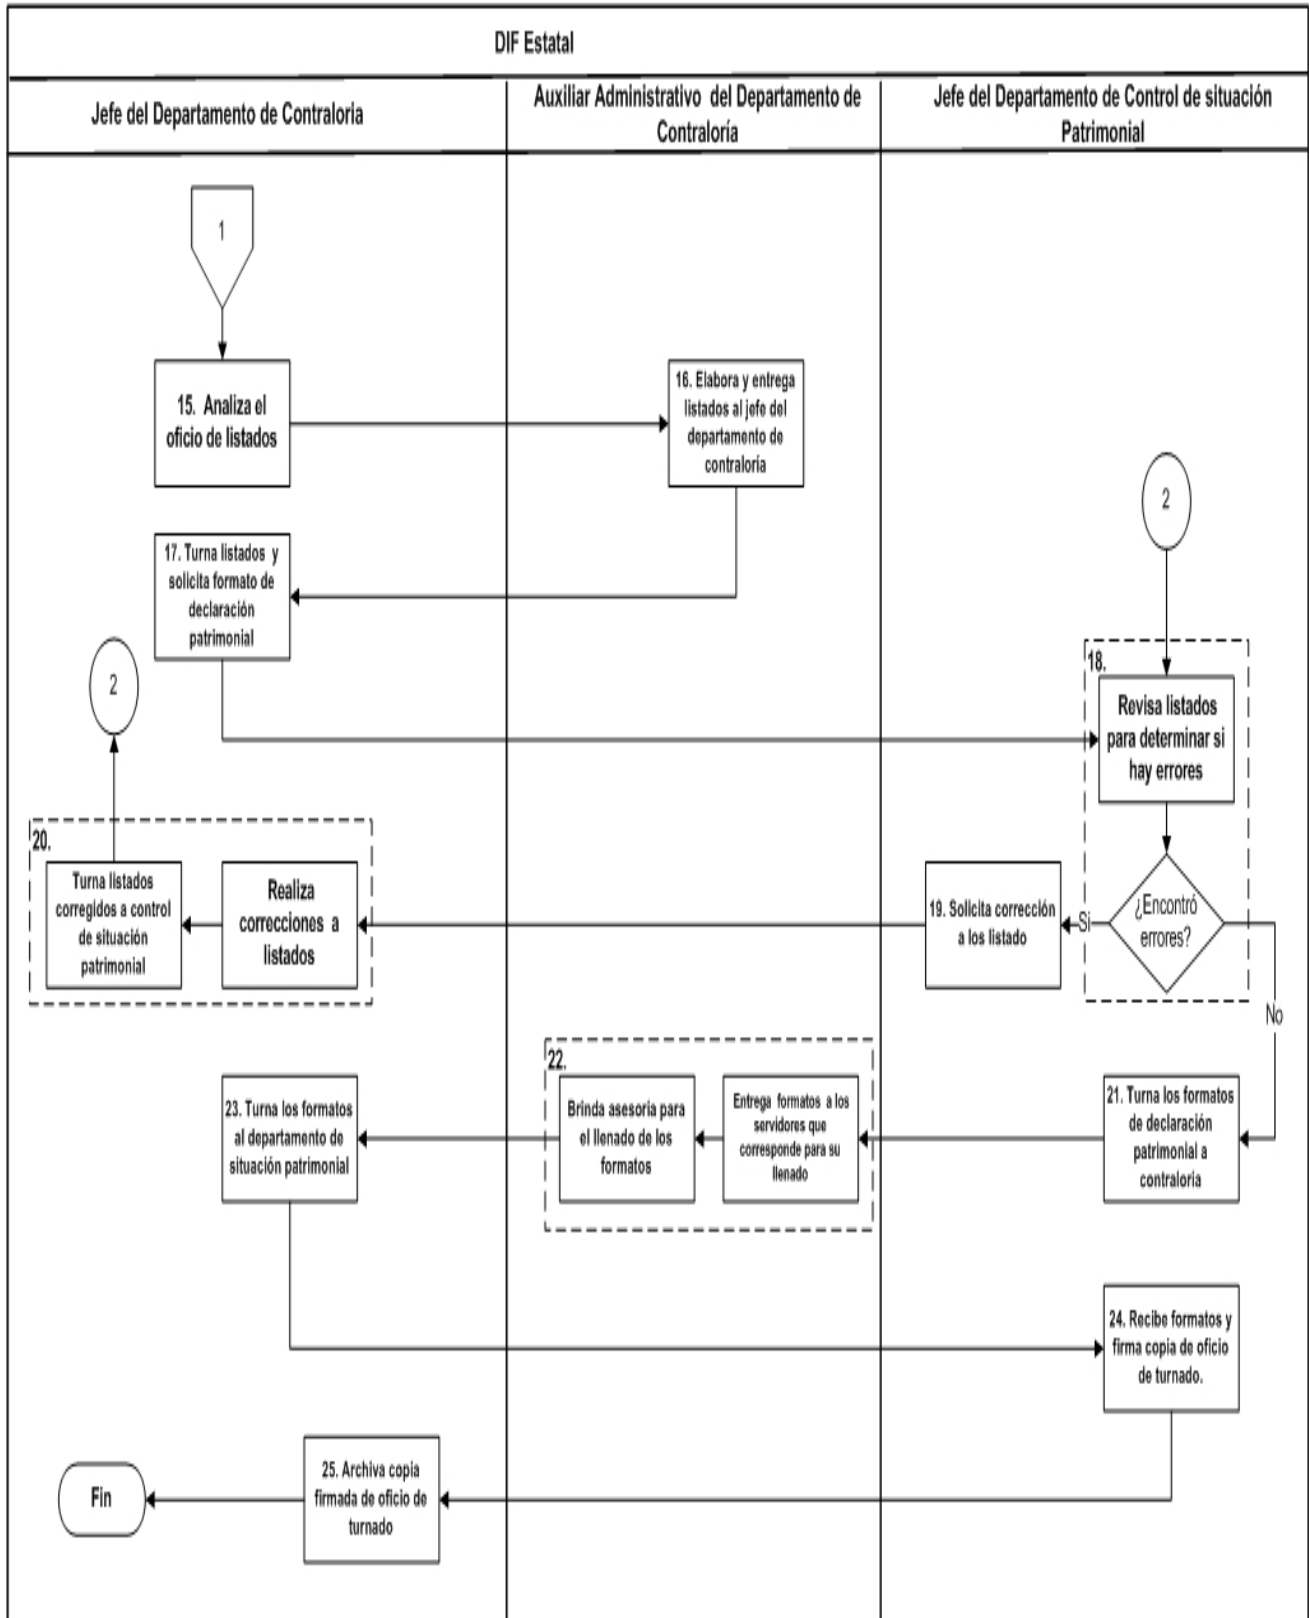 DIF Estatal
Jefe del Departamento de Contraloria
Auxiliar Administrativo del Departamento de
Contraloría
Jefe del Departamento de Control de situación
Patrimonial
1
15. Analiza el
oficio de listados
16. Elabora y entrega
listados al jefe del
departamento de
contraloría
2
17. Turna listados y
solicita formato de
declaración
patrimonial
2
18.
Revisa listados
para determinar si
hay errores
20.
Turna listados
corregidos a control
de situación
patrimonial
Realiza
correcciones a
listados
19. Solicita corrección
a los listado
Si
¿Encontró
errores?
No
22.
23. Turna los formatos
al departamento de
situación patrimonial
Brinda asesoría para
el llenado de los
formatos
Entrega formatos a los
servidores que
corresponde para su
llenado
21. Turna los formatos
de declaración
patrimonial a
contraloría
24. Recibe formatos y
firma copia de oficio
de turnado.
Fin
25. Archiva copia
firmada de oficio de
turnado